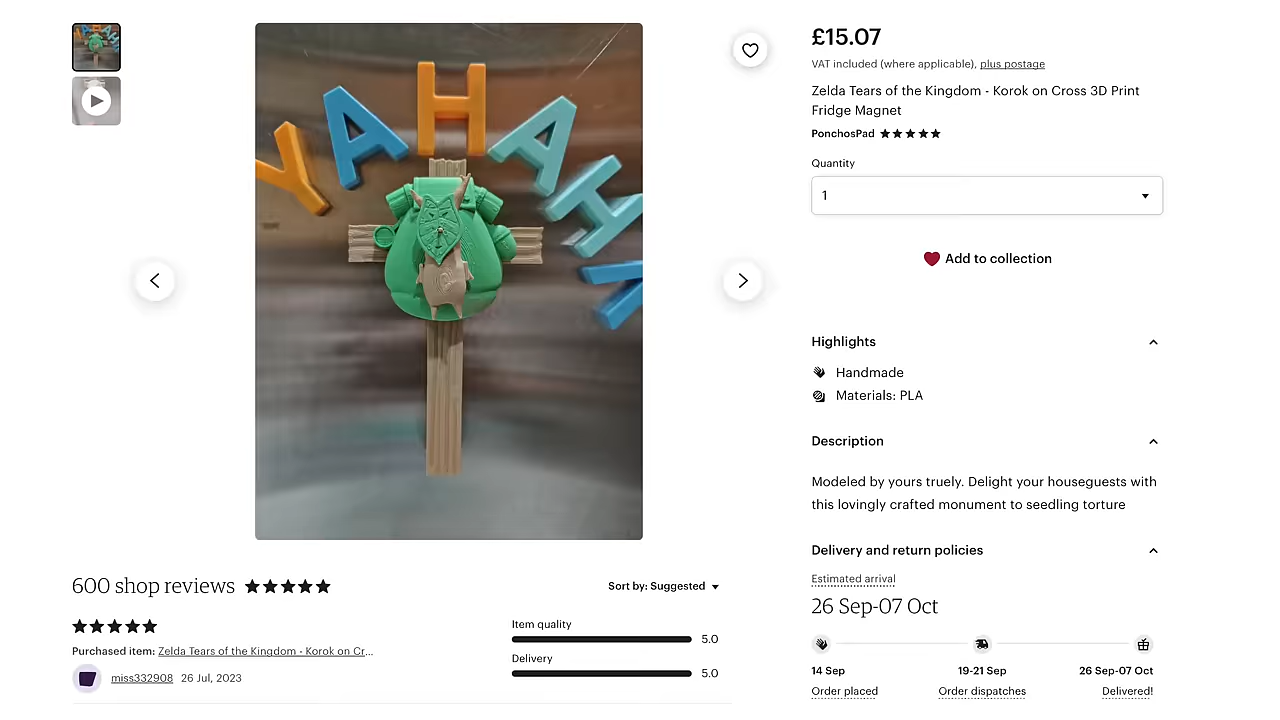 YAHAHA
£15.07
VAT included (where applicable), plus postage
Zelda Tears of the Kingdom - Korok on Cross 3D Print
Fridge Magnet
PonchosPad
Quantity
1
Add to collection
Highlights
Handmade
Materials: PLA
Description
Modeled by yours truely. Delight your houseguests with
this lovingly crafted monument to seedling torture
Delivery and return policies
Estimated arrival
26 Sep-07 Oct
14 Sep
Order placed
19-21 Sep
Order dispatches
26 Sep-07 Oct
Delivered!
600 shop reviews
Sort by: Suggested
Item quality
5.0
Delivery
5.0
Purchased item: Zelda Tears of the Kingdom - Korok on Cr...
miss332908 26 Jul, 2023